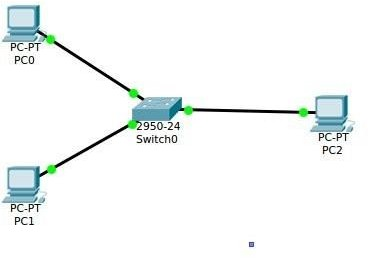 PC-PT
PC0
2950-24
Switch0
PC-PT
PC2
PC-PT
PC1